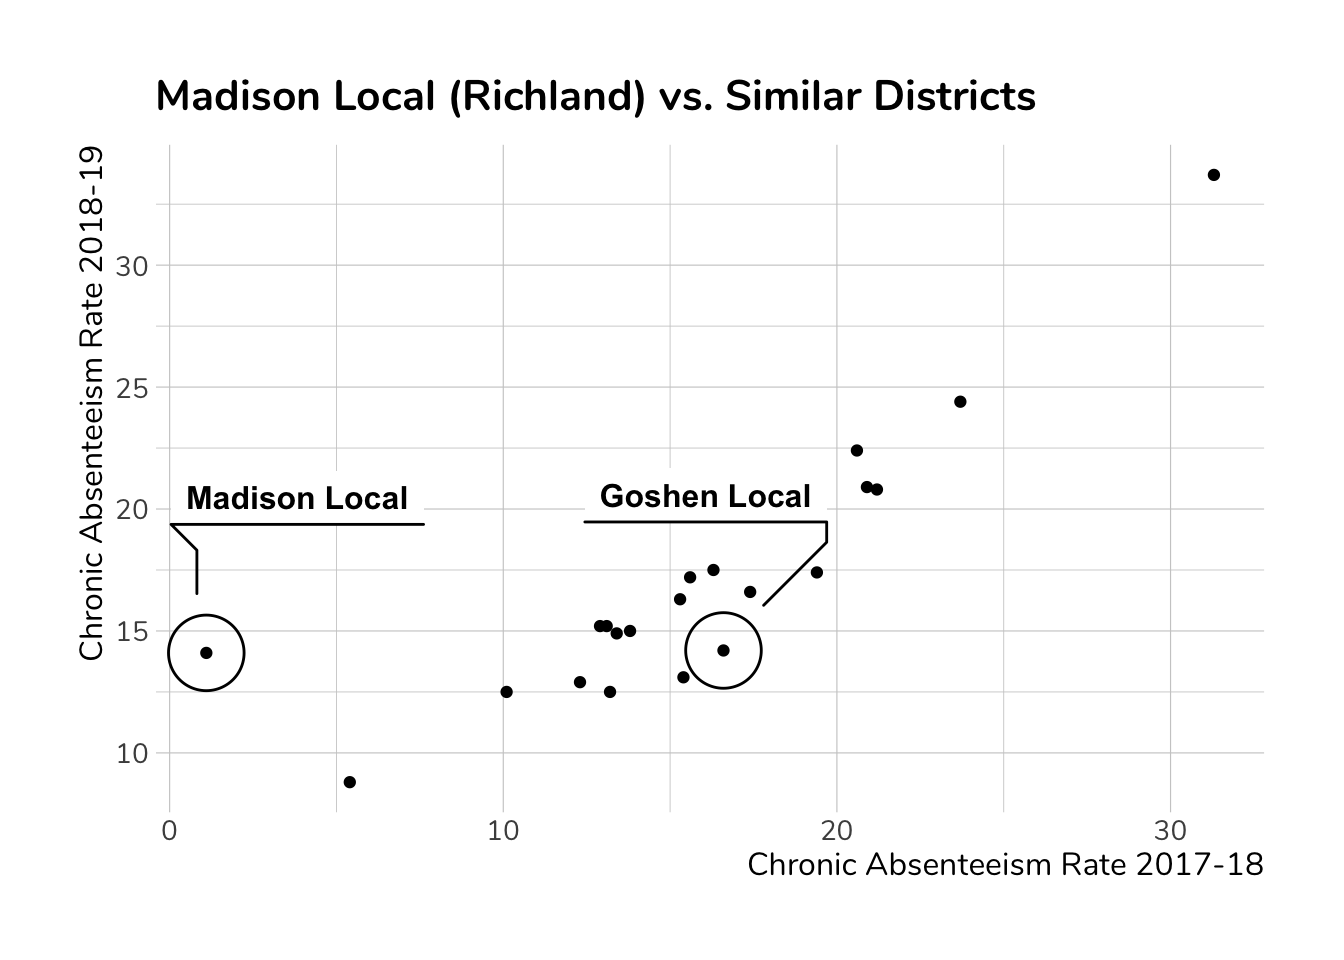 Madison Local (Richland) vs. Similar Districts
Chronic Absenteeism Rate 2018-19
30
25
20
15
10
Madison Local
Goshen Local
0
10
20
30
Chronic Absenteeism Rate 2017-18